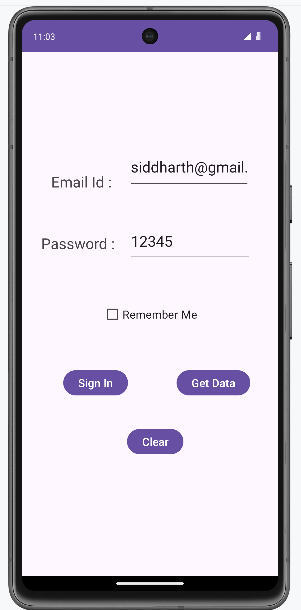 11:03
Email Id : siddharth@gmail.
Password : 12345
Remember Me
Sign In Get Data
Clear